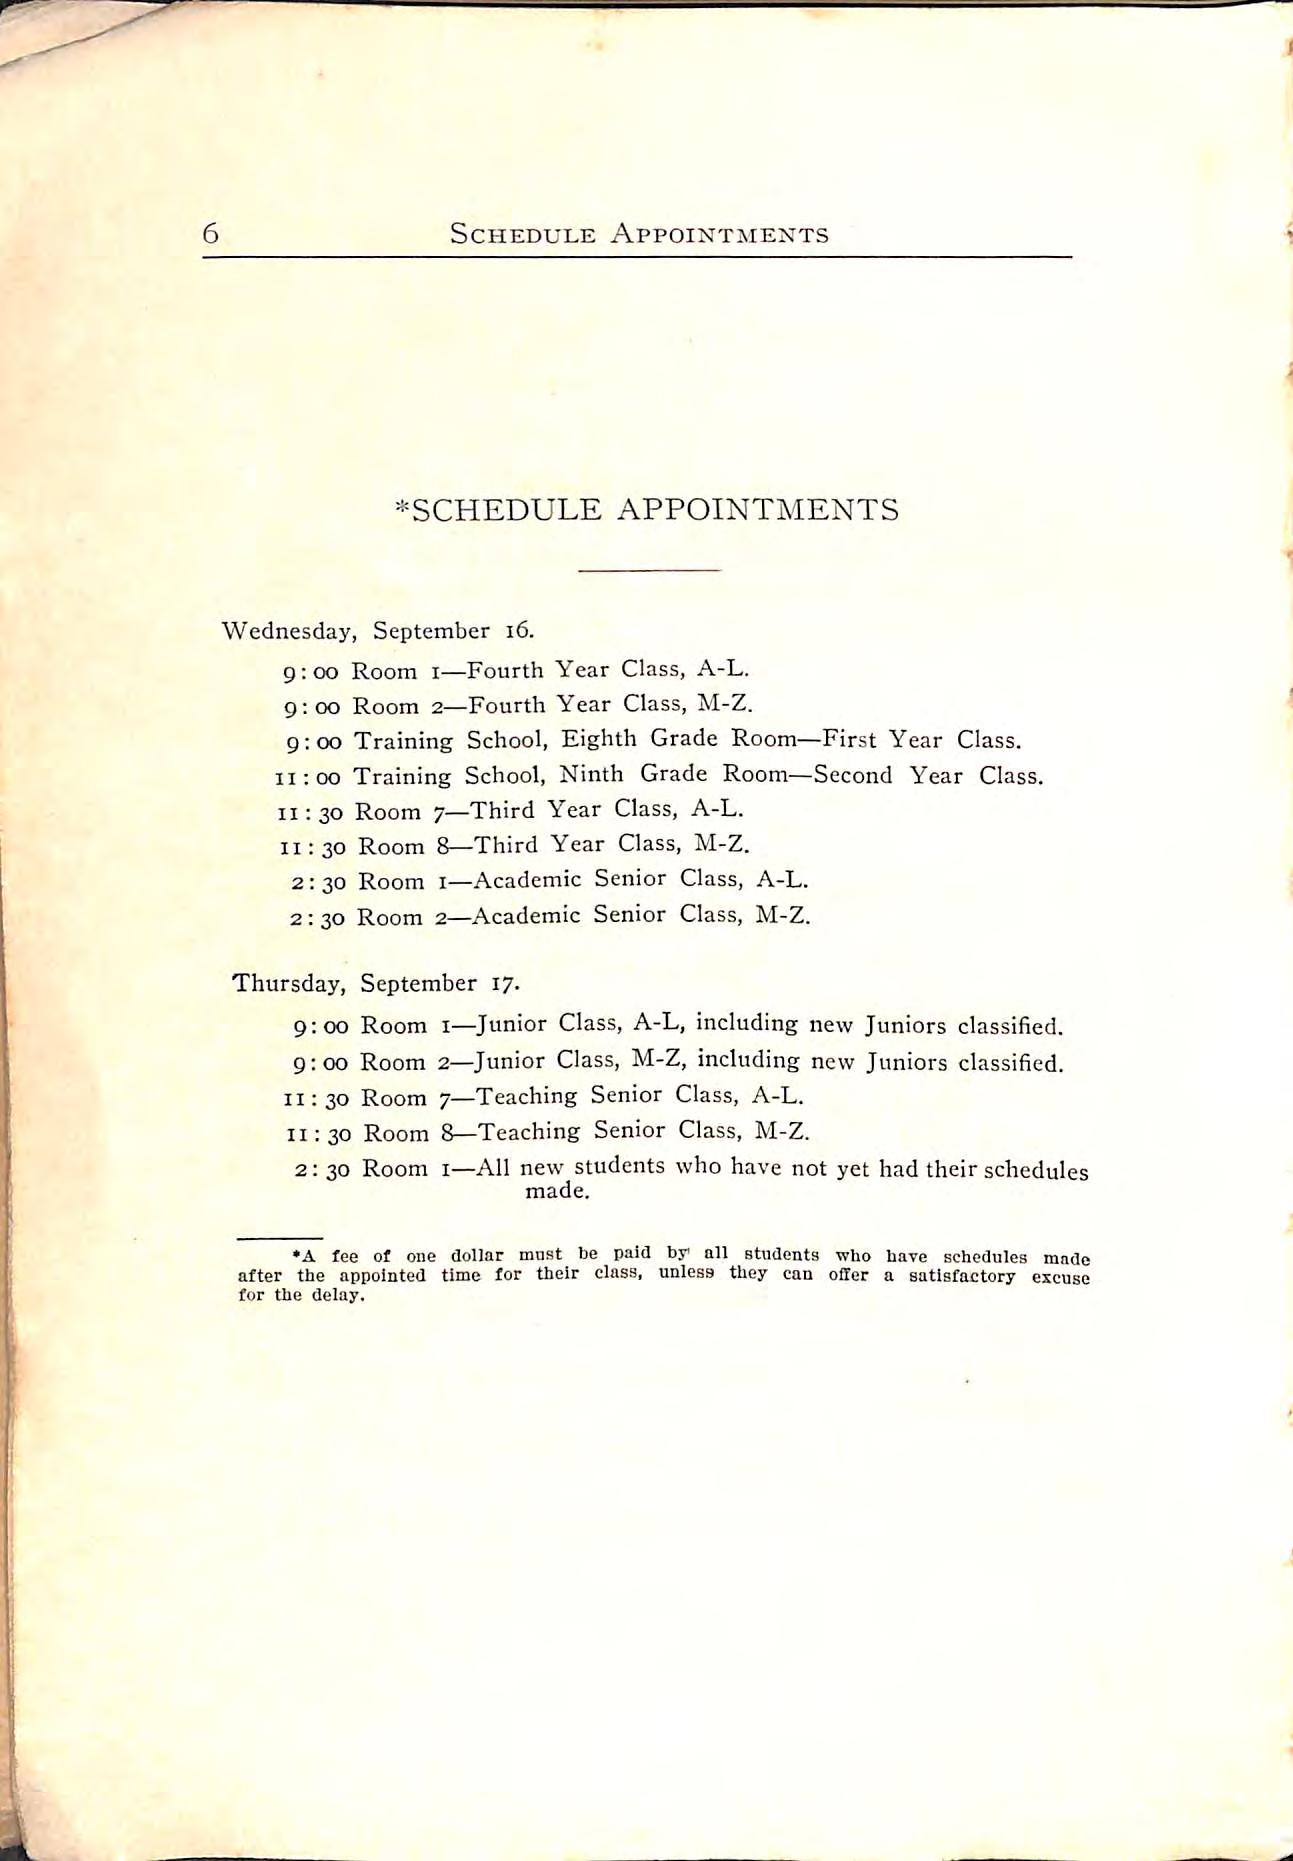 6 SCHEDULE APPOINTMENTS
*SCHEDULE APPOINTMENTS
Wednesday, September 16.
9:00 Room 1—Fourth Year Class, A-L.
9:00 Room 2—Fourth Year Class, M-Z.
9:00 Training School, Eighth Grade Room—First Year Class.
11:00 Training School, Ninth Grade Room—Second Year Class.
11:30 Room 7—Third Year Class, A-L.
11:30 Room 8—Third Year Class, M-Z.
2:30 Room 1—Academic Senior Class, A-L.
2:30 Room 2—Academic Senior Class, M-Z.
Thursday, September 17.
9:00 Room 1—Junior Class, A-L, including new Juniors classified.
9:00 Room 2—Junior Class, M-Z, including new Juniors classified.
11:30 Room 7—Teaching Senior Class, A-L.
11:30 Room 8—Teaching Senior Class, M-Z.
2:30 Room 1—All new students who have not yet had their schedules
made.
*A fee of one dollar must be paid by all students who have schedules made
after the appointed time for their class, unless they can offer a satisfactory excuse
for the delay.